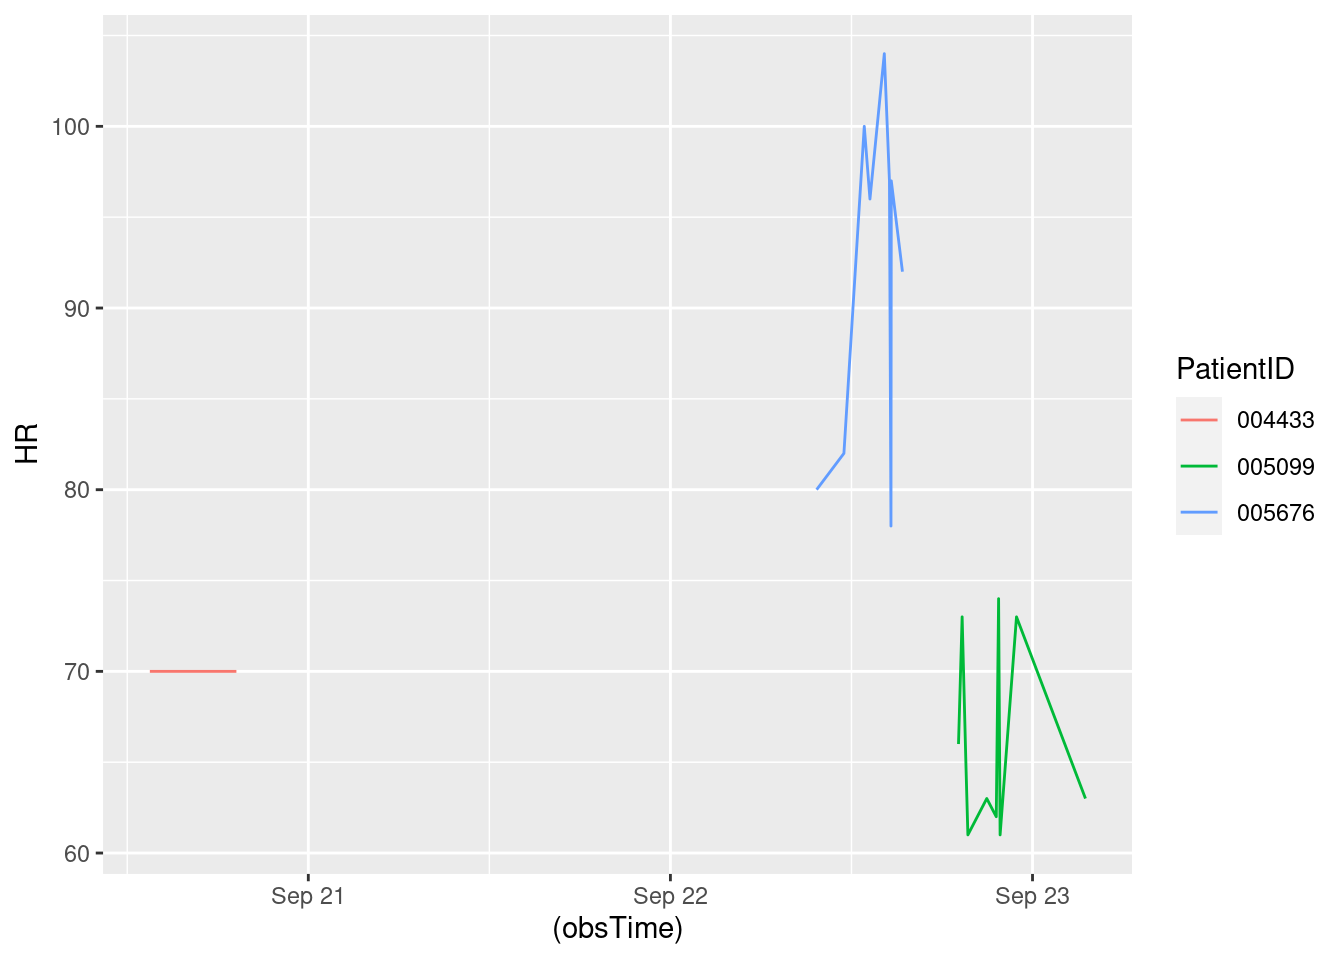 100
90
80
70
60
HR
Sep 21
Sep 22
Sep 23
(obsTime)
PatientID
004433
005099
005676